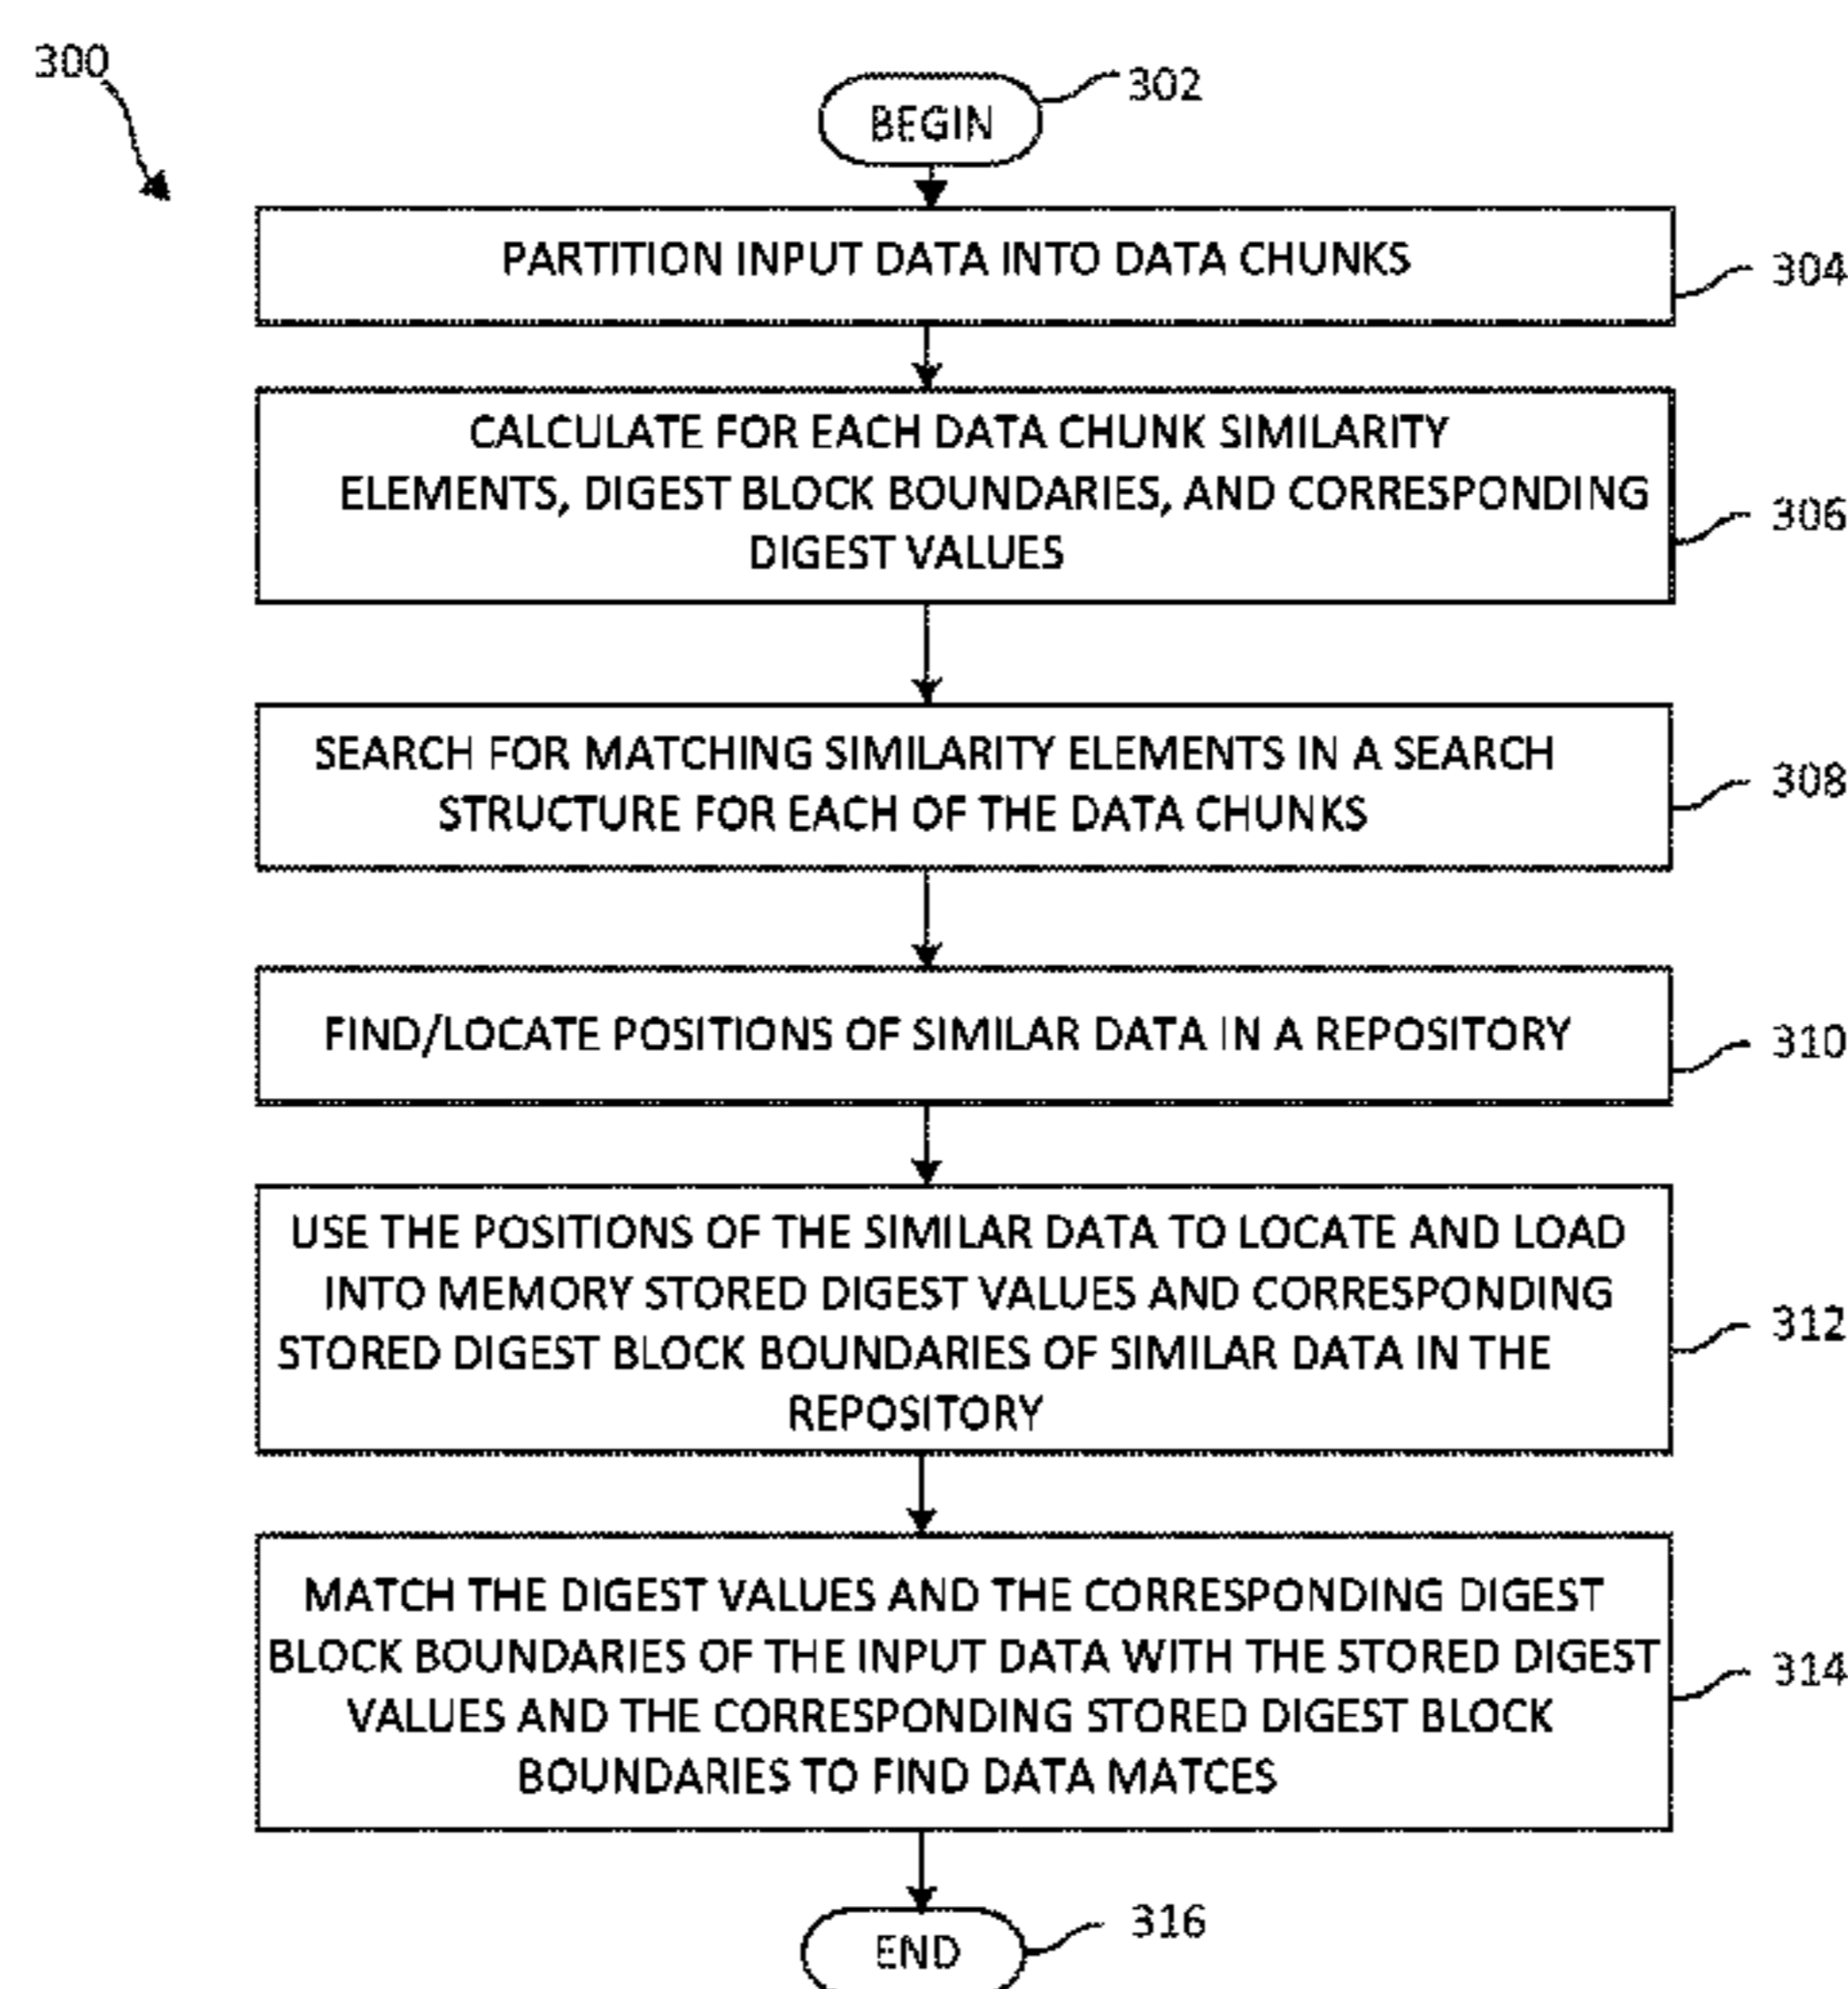 300
302
BEGIN
PARTITION INPUT DATA INTO DATA CHUNKS
304
CALCULATE FOR EACH DATA CHUNK SIMILARITY
ELEMENTS, DIGEST BLOCK BOUNDARIES, AND CORRESPONDING
DIGEST VALUES
306
SEARCH FOR MATCHING SIMILARITY ELEMENTS IN A SEARCH
STRUCTURE FOR EACH OF THE DATA CHUNKS
308
FIND/LOCATE POSITIONS OF SIMILAR DATA IN A REPOSITORY
310
USE THE POSITIONS OF THE SIMILAR DATA TO LOCATE AND LOAD
INTO MEMORY STORED DIGEST VALUES AND CORRESPONDING
STORED DIGEST BLOCK BOUNDARIES OF SIMILAR DATA IN THE
REPOSITORY
312
MATCH THE DIGEST VALUES AND THE CORRESPONDING DIGEST
BLOCK BOUNDARIES OF THE INPUT DATA WITH THE STORED DIGEST
VALUES AND THE CORRESPONDING STORED DIGEST BLOCK
BOUNDARIES TO FIND DATA MATCES
314
END
316